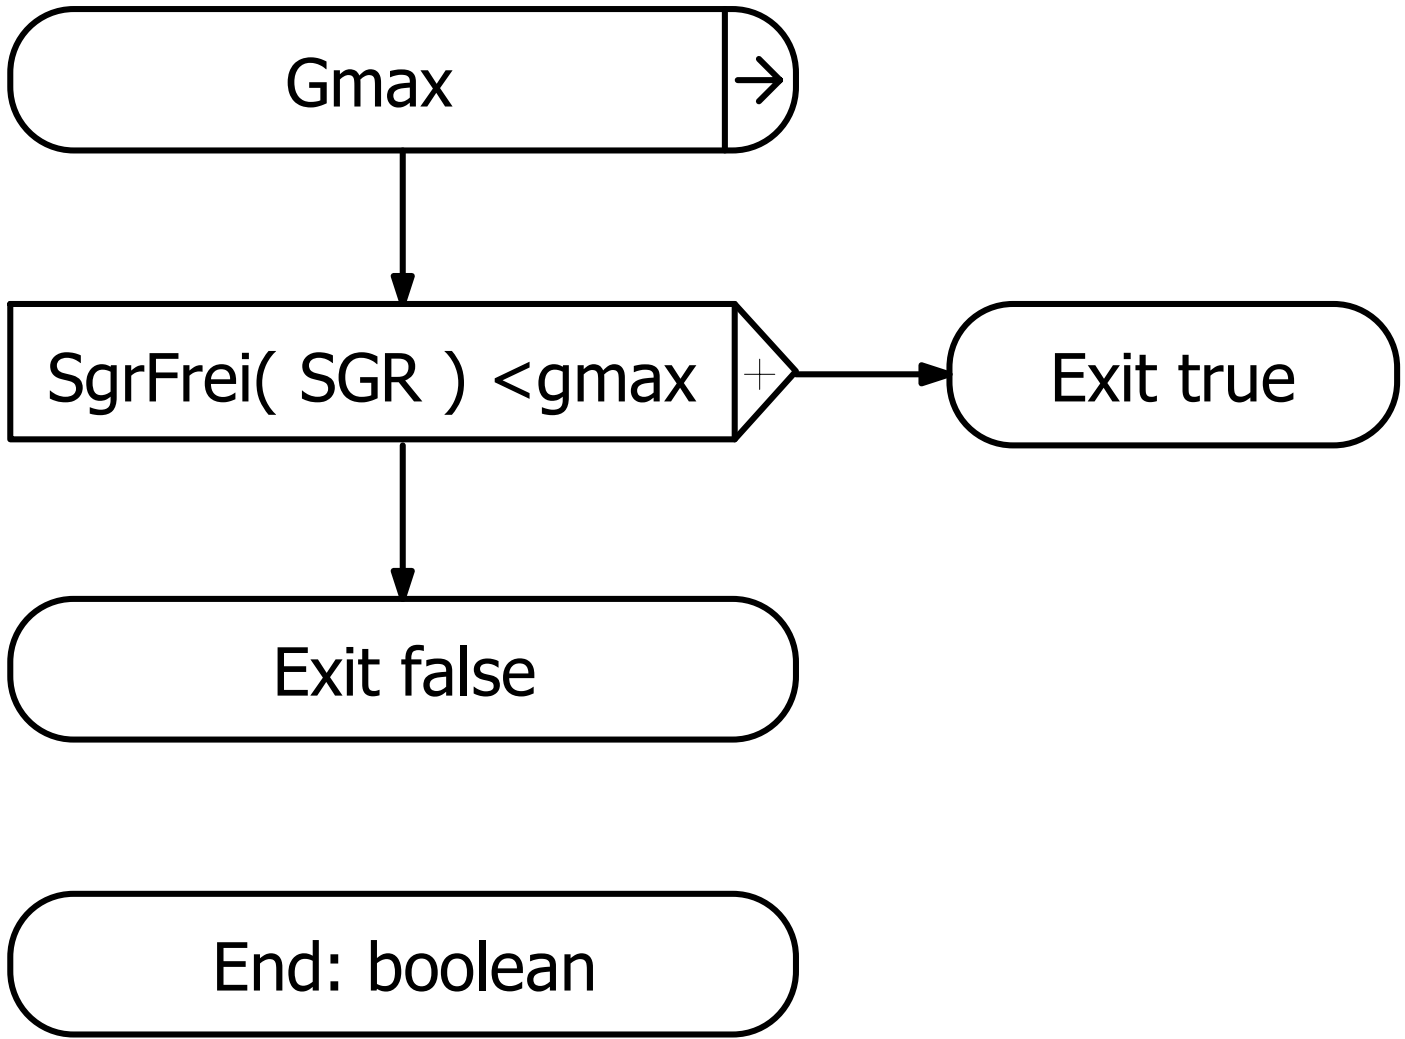 Gmax
SgrFrei( SGR ) <gmax
Exit true
Exit false
End: boolean